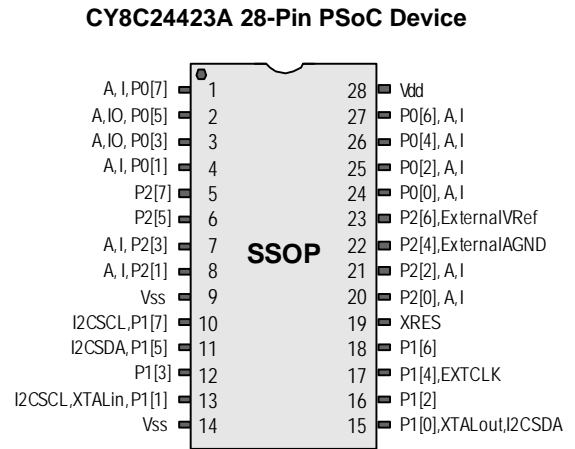 CY8C24423A 28-Pin PSoC Device
A, I, P0[7] 1 28 Vdd
A, IO, P0[5] 2 27 P0[6], A, I
A, IO, P0[3] 3 26 P0[4], A, I
A, I, P0[1] 4 25 P0[2], A, I
P2[7] 5 24 P0[0], A, I
P2[5] 6 23 P2[6], External VRef
A, I, P2[3] 7 SSOP 22 P2[4], External AGND
A, I, P2[1] 8 21 P2[2], A, I
Vss 9 20 P2[0], A, I
I2CSCL, P1[7] 10 19 XRES
I2CSDA, P1[5] 11 18 P1[6]
P1[3] 12 17 P1[4], EXTCLK
I2CSCL, XTALin, P1[1] 13 16 P1[2]
Vss 14 15 P1[0], XTALout, I2CSDA